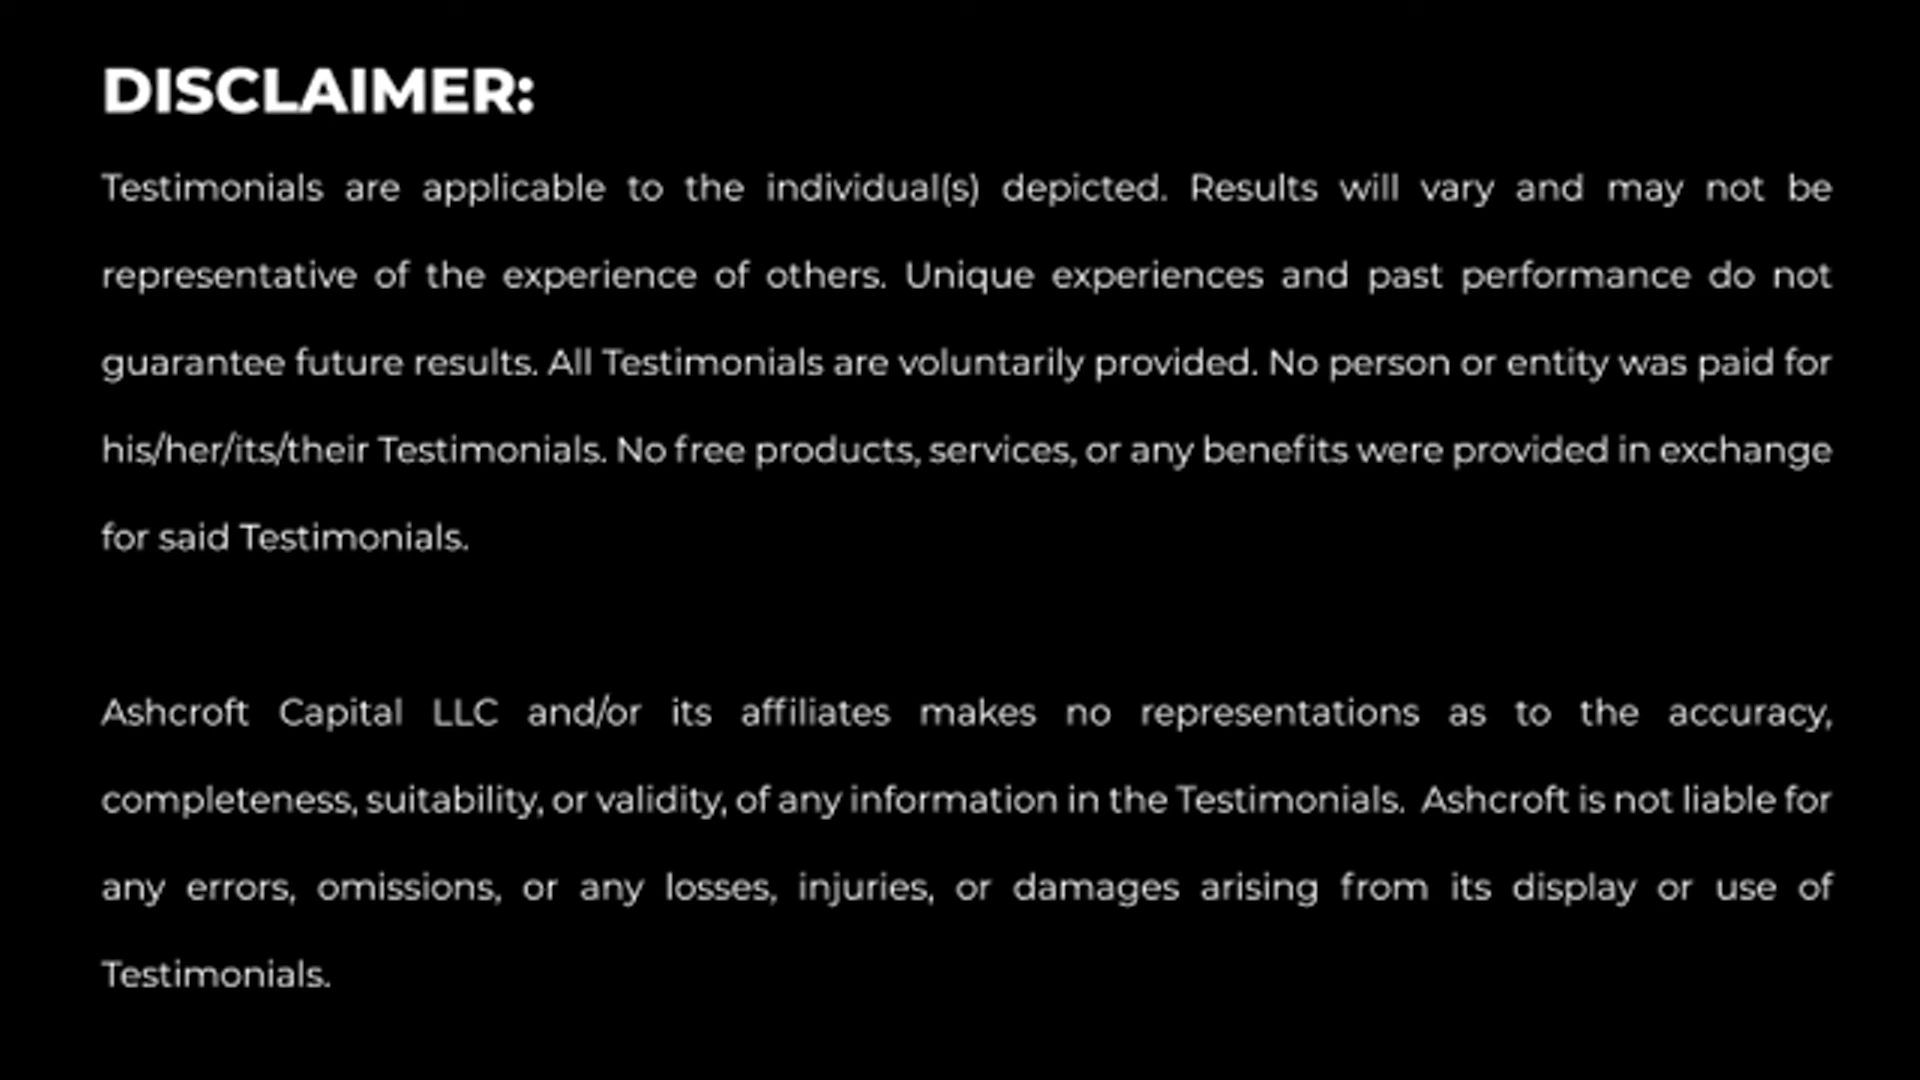 DISCLAIMER:
Testimonials are applicable to the individual(s) depicted. Results will vary and may not be
representative of the experience of others. Unique experiences and past performance do not
guarantee future results. All Testimonials are voluntarily provided. No person or entity was paid for
his/her/its/their Testimonials. No free products, services, or any benefits were provided in exchange
for said Testimonials.
Ashcroft Capital LLC and/or its affiliates makes no representations as to the accuracy,
completeness, suitability, or validity, of any information in the Testimonials. Ashcroft is not liable for
any errors, omissions, or any losses, injuries, or damages arising from its display or use of
Testimonials.